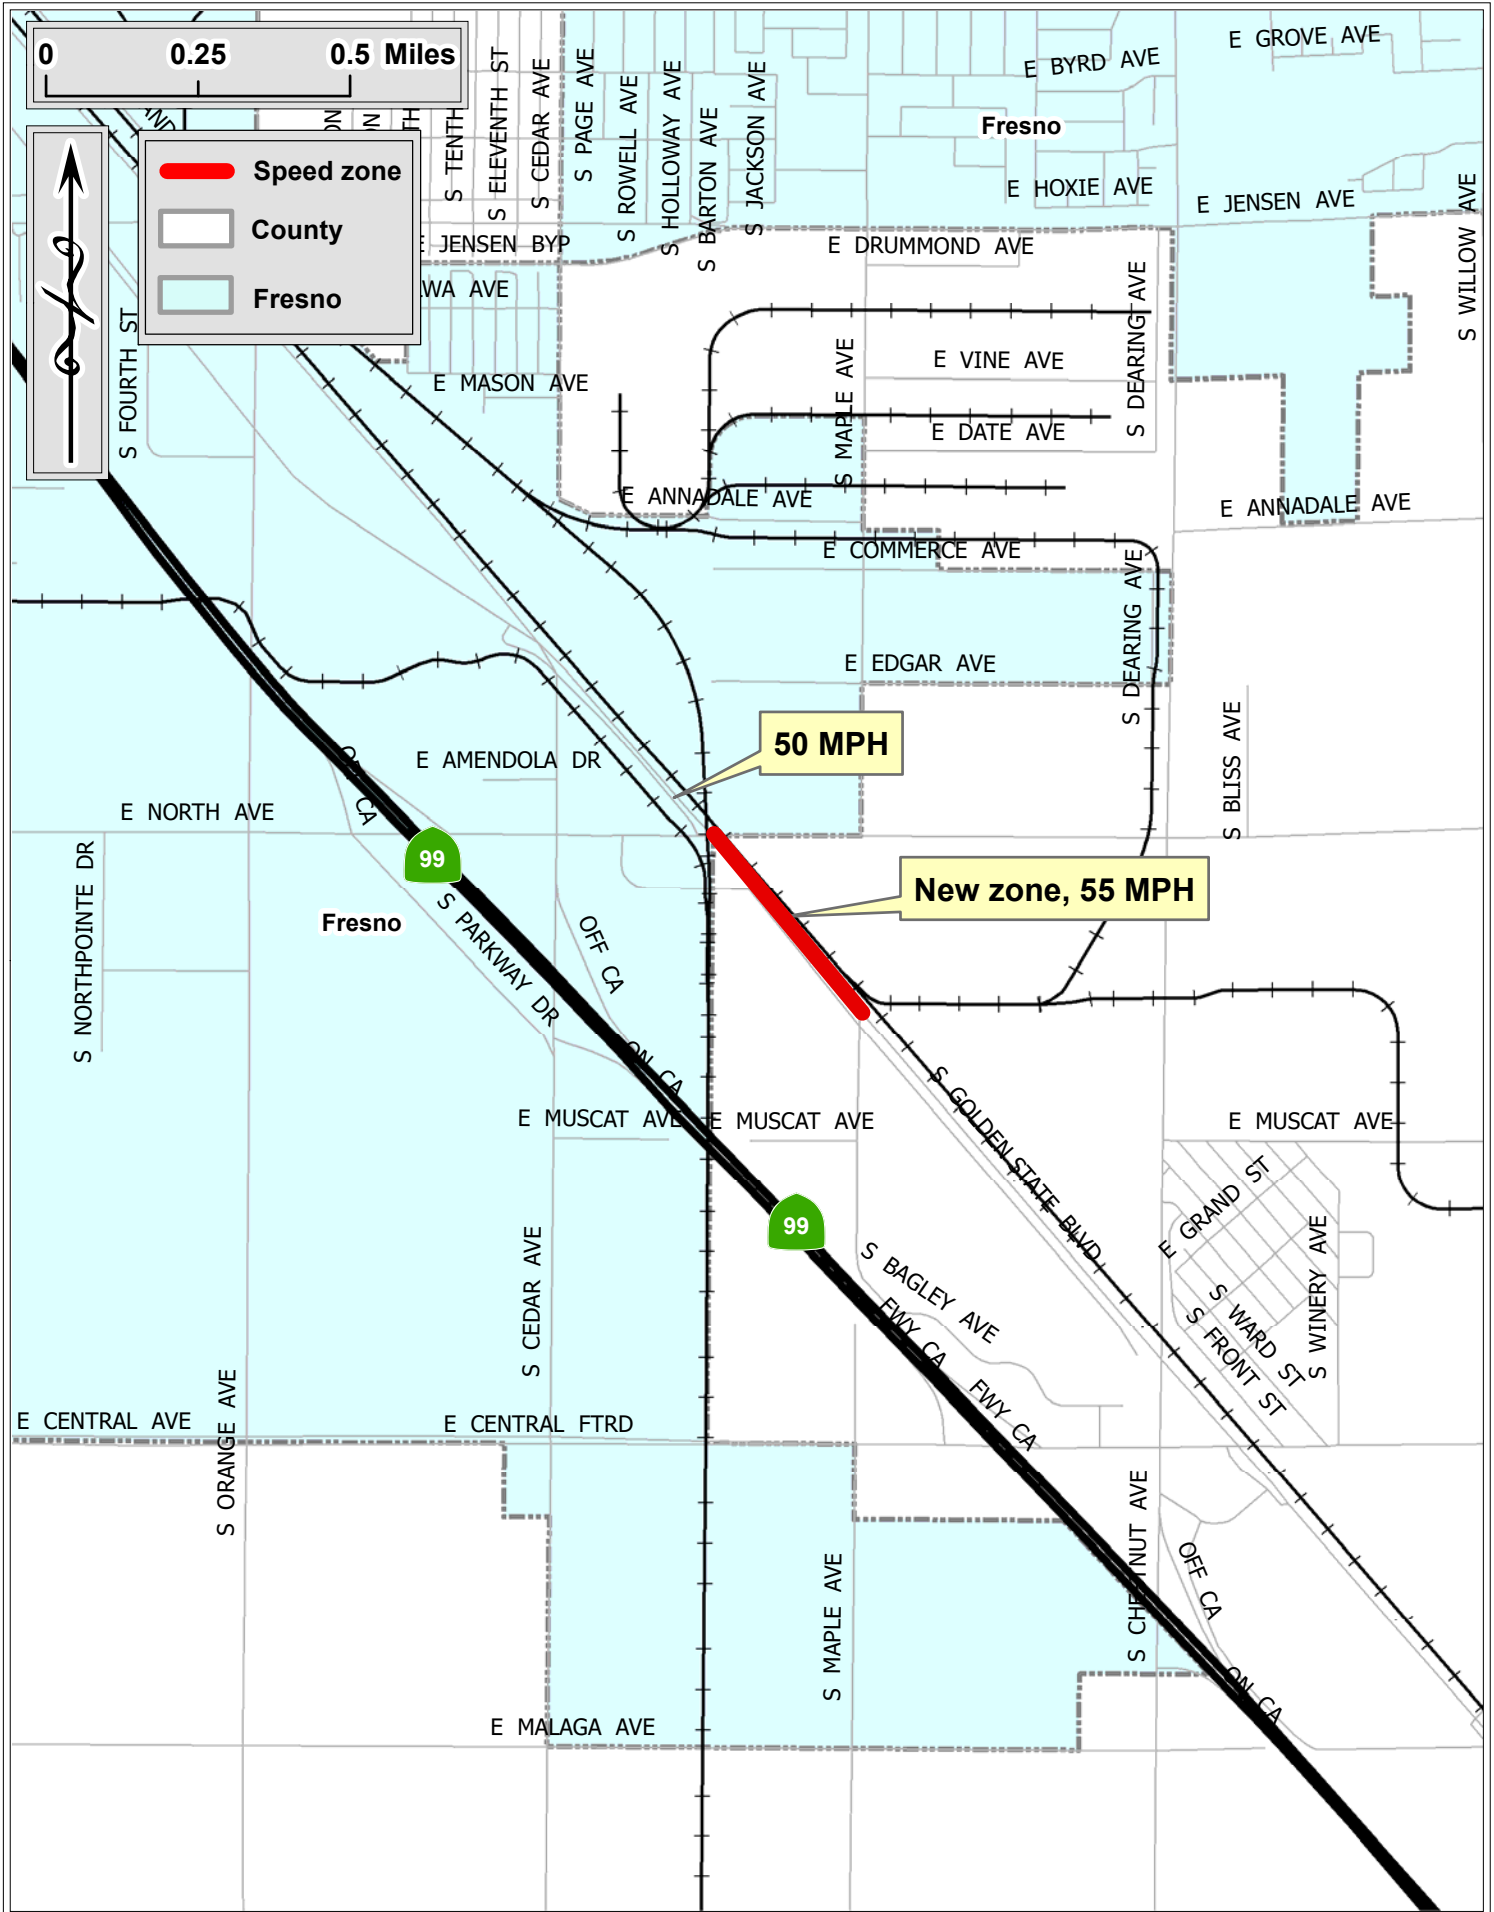 0 0.25 0.5 Miles
Speed zone
County
Fresno
S TENTH
S ELEVENTH ST
S CEDAR AVE
S PAGE AVE
S ROWELL AVE
S HOLLOWAY AVE
S BARTON AVE
S JACKSON AVE
E BYRD AVE
E GROVE AVE
Fresno
E HOXIE AVE
E JENSEN AVE
S WILLOW AVE
E JENSEN BYP
E DRUMMOND AVE
S FOURTH ST
E MASON AVE
S MAPLE AVE
E VINE AVE
S DEARING AVE
E DATE AVE
E ANNADALE AVE
E ANNADALE AVE
E COMMERCE AVE
S DEARING AVE
E EDGAR AVE
S BLISS AVE
50 MPH
E AMENDOLA DR
E NORTH AVE
CA
99
New zone, 55 MPH
S NORTHPOINTE DR
Fresno
S PARKWAY DR
OFF CA
ON CA
S GOLDEN STATE BLVD
E MUSCAT AVE
E MUSCAT AVE
E MUSCAT AVE
99
E GRAND ST
S WINERY AVE
S CEDAR AVE
S BAGLEY AVE
FWY CA
S WARD ST
S FRONT ST
FWY CA
E CENTRAL AVE
S ORANGE AVE
E CENTRAL FTRD
S CHESTNUT AVE
OFF CA
S MAPLE AVE
ON CA
E MALAGA AVE